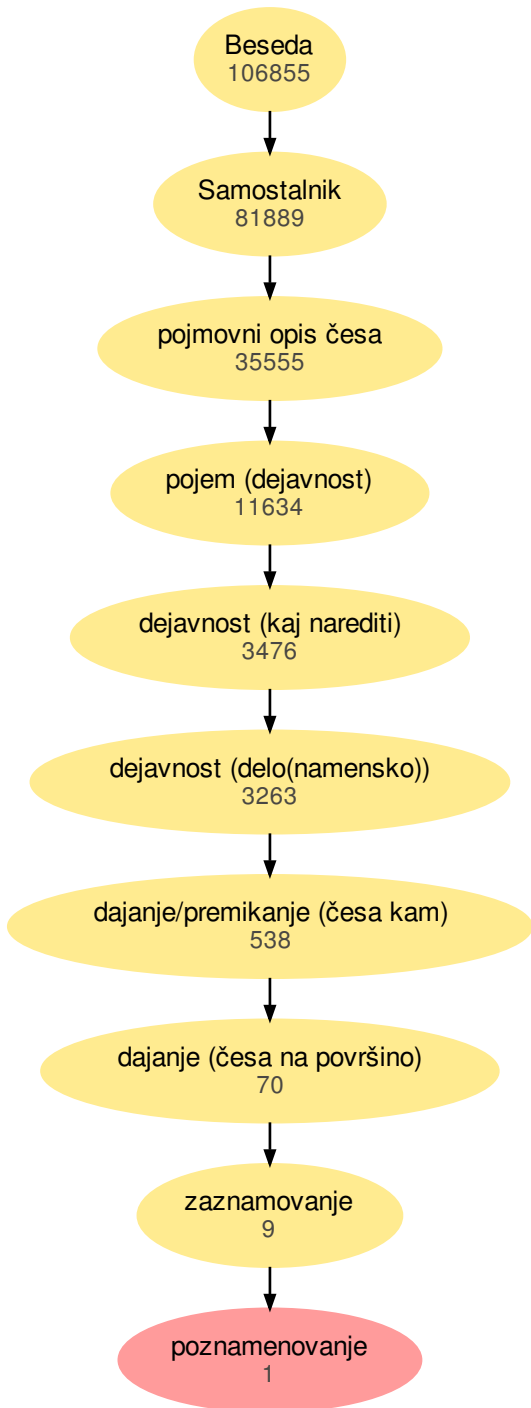 Beseda
106855
Samostalnik
81889
pojmovni opis česa
35555
pojem (dejavnost)
11634
dejavnost (kaj narediti)
3476
dejavnost (delo(namensko))
3263
dajanje/premikanje (česa kam)
538
dajanje (česa na površino)
70
zaznamovanje
9
poznamenovanje
1